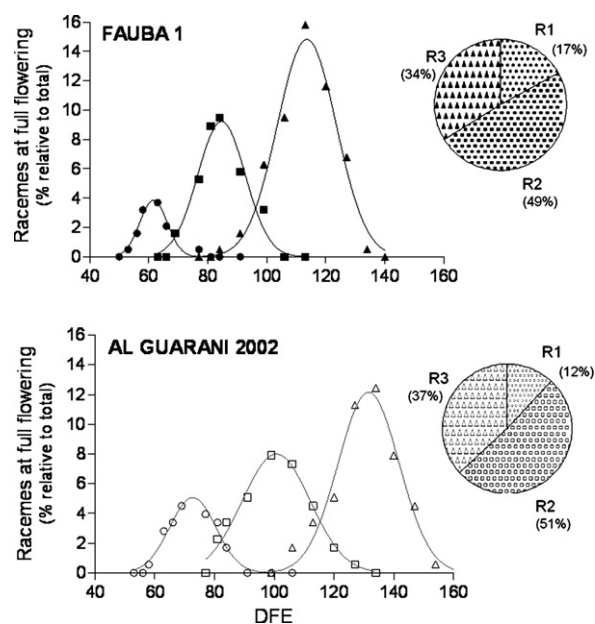 FAUBA 1
Racemes at full flowering
(% relative to total)
16
14
12
10
8
6
4
2
0
40 60 80 100 120 140 160
R1
(17%)
R2
(49%)
R3
(34%)
AL GUARANI 2002
Racemes at full flowering
(% relative to total)
16
14
12
10
8
6
4
2
0
40 60 80 100 120 140 160
DFE
R1
(12%)
R2
(51%)
R3
(37%)